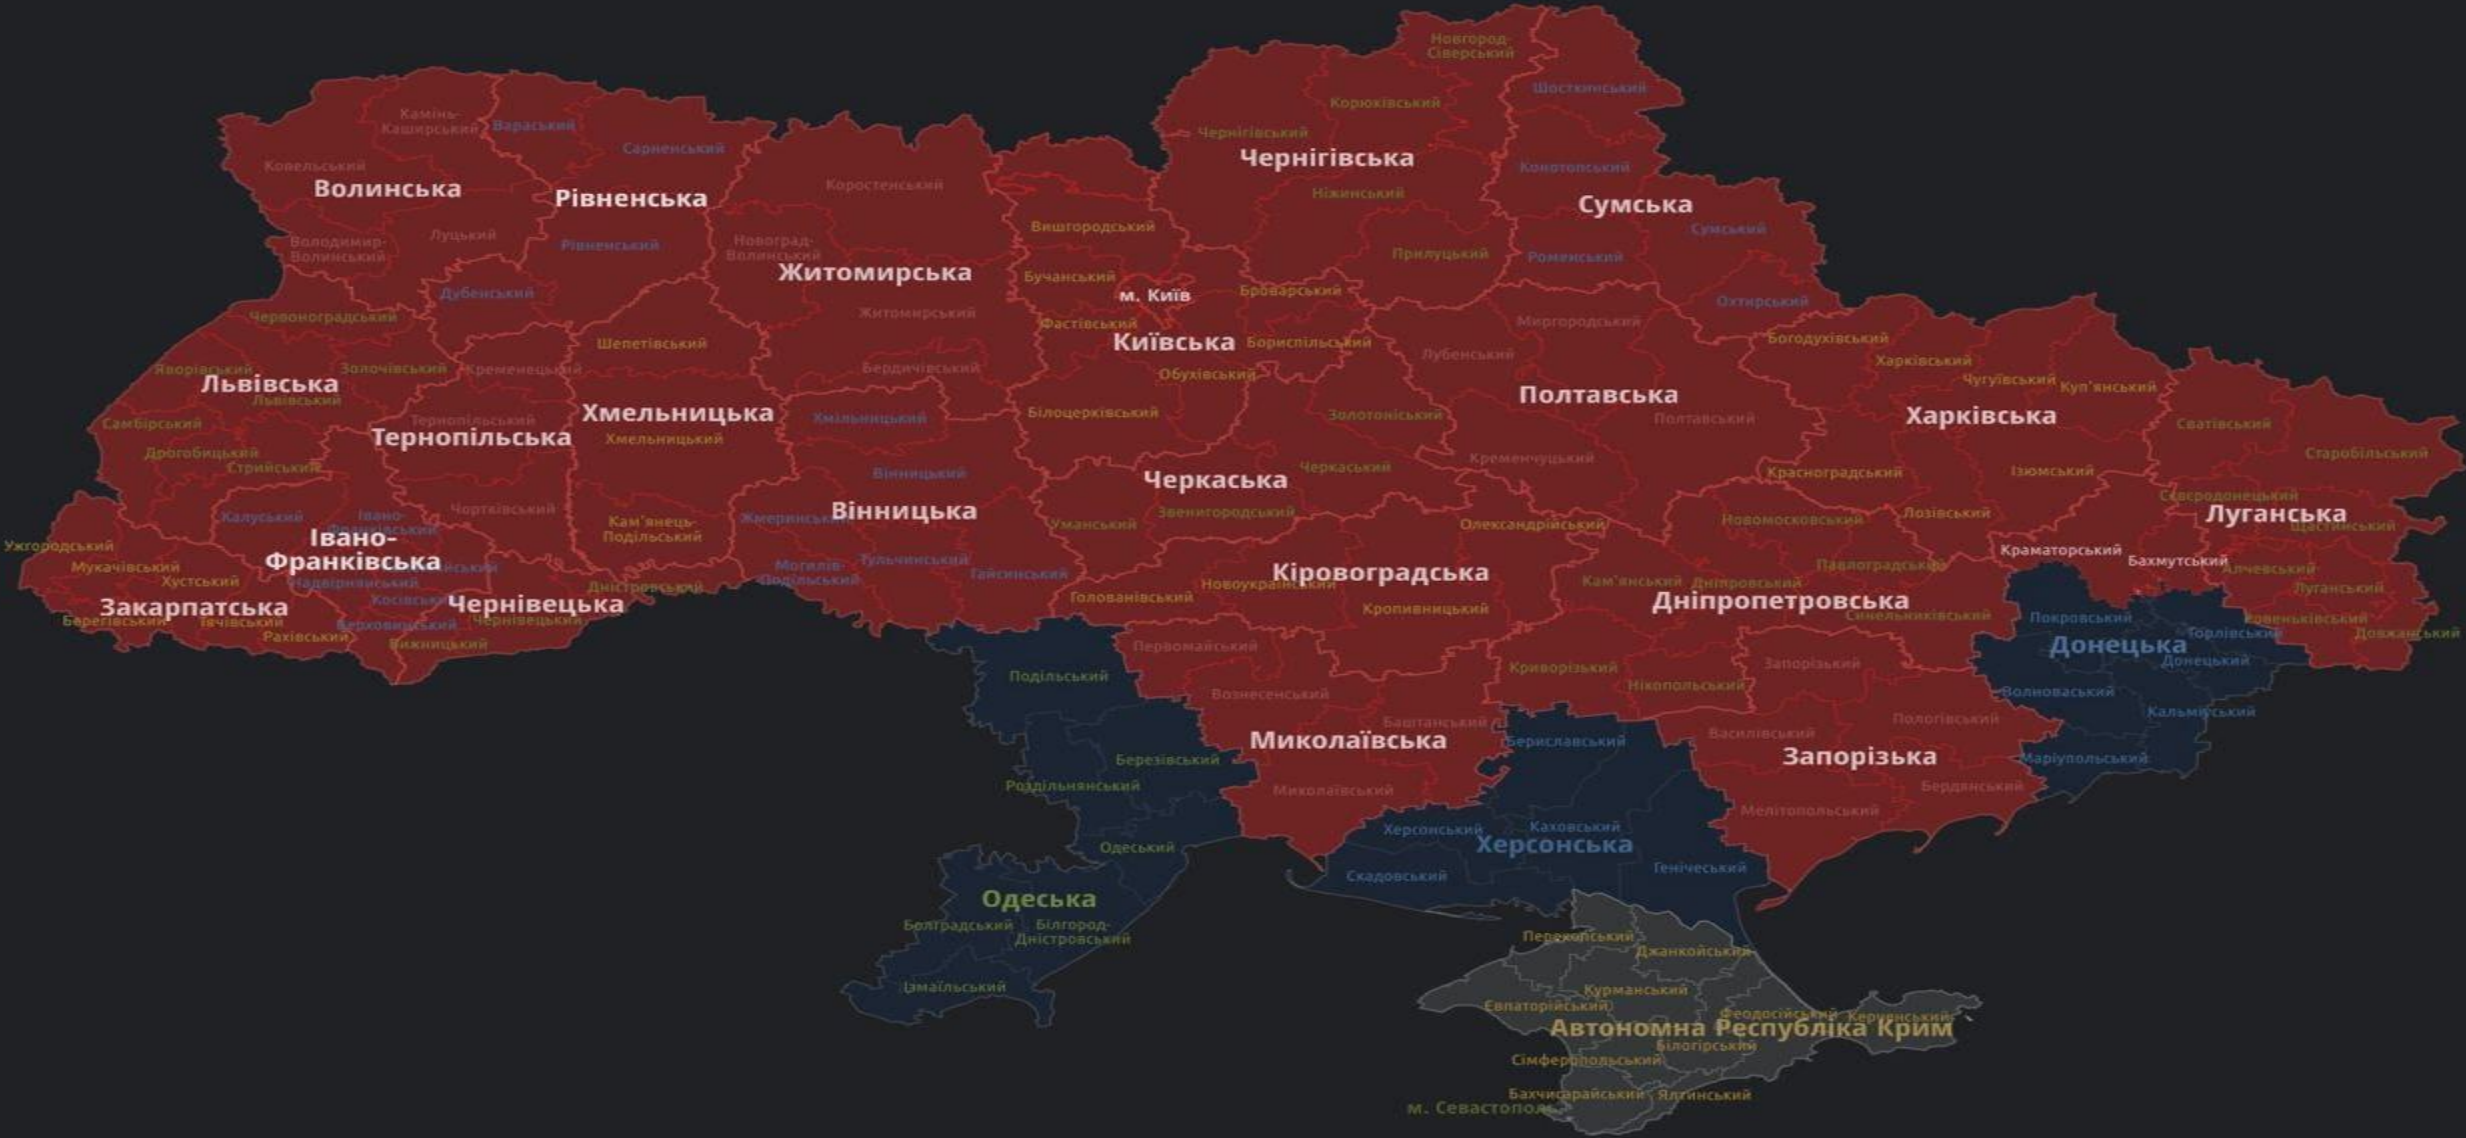 Новгород-
Сіверський
Шосткинський
Корюківський
Камінь-
Каширський
Вараський
Чернігівський
Сарненський
Чернігівська
Ковельський
Конотопський
Коростенський
Волинська
Рівненська
Ніжинський
Сумська
Вишгородський
Сумський
Луцький
Володимир-
Волинський
Рівненський
Новоград-
Волинський
Прилуцький
Роменський
Житомирська
Бучанський
Дубенський
м. Київ
Броварський
Охтирський
Червоноградський
Житомирський
Фастівський
Миргородський
Шепетівський
Київська
Бориспільський
Богодухівський
Лубенський
Харківський
Яворівський
Золочівський
Кременецький
Бердичівський
Обухівський
Чугуївський
Куп'янський
Львівська
Львівський
Полтавська
Хмельницька
Хмільницький
Білоцерківський
Золотоніський
Полтавський
Харківська
Самбірський
Тернопільський
Сватівський
Тернопільська
Хмельницький
Дрогобицький
Стрийський
Старобільський
Вінницький
Черкаська
Черкаський
Кременчуцький
Красноградський
Ізюмський
Сєвєродонецький
Калуський
Івано-
Франківський
Чортківський
Кам'янець-
Подільський
Жмеринський
Вінницька
Уманський
Звенигородський
Олександрійський
Новомосковський
Лозівський
Луганська
Щастинський
Ужгородський
Івано-
Франківська
Краматорський
Бахмутський
Мукачівський
Хустський
Надвірнянський
Могилів-
Подільський
Тульчинський
Гайсинський
Кіровоградська
Новоукраїнський
Кам'янський
Дніпровський
Павлоградський
Алчевський
Дністровський
Луганський
Закарпатська
Косівський
Чернівецька
Голованівський
Кропивницький
Дніпропетровська
Синельниківський
Берегівський
Тячівський
Верховинський
Чернівецький
Покровський
Ровеньківський
Рахівський
Вижницький
Первомайський
Донецька
Горлівський
Довжанський
Подільський
Криворізький
Запорізький
Донецький
Вознесенський
Нікопольський
Волноваський
Баштанський
Пологівський
Кальміуський
Миколаївська
Бериславський
Василівський
Березівський
Запорізька
Маріупольський
Роздільнянський
Миколаївський
Бердянський
Мелітопольський
Одеський
Херсонський
Каховський
Херсонська
Скадовський
Генічеський
Одеська
Болградський
Білгород-
Дністровський
Перекопський
Джанкойський
Ізмаїльський
Курманський
Євпаторійський
Феодосійський
Керченський
Автономна Республіка Крим
Білогірський
Сімферопольський
Бахчисарайський
Ялтинський